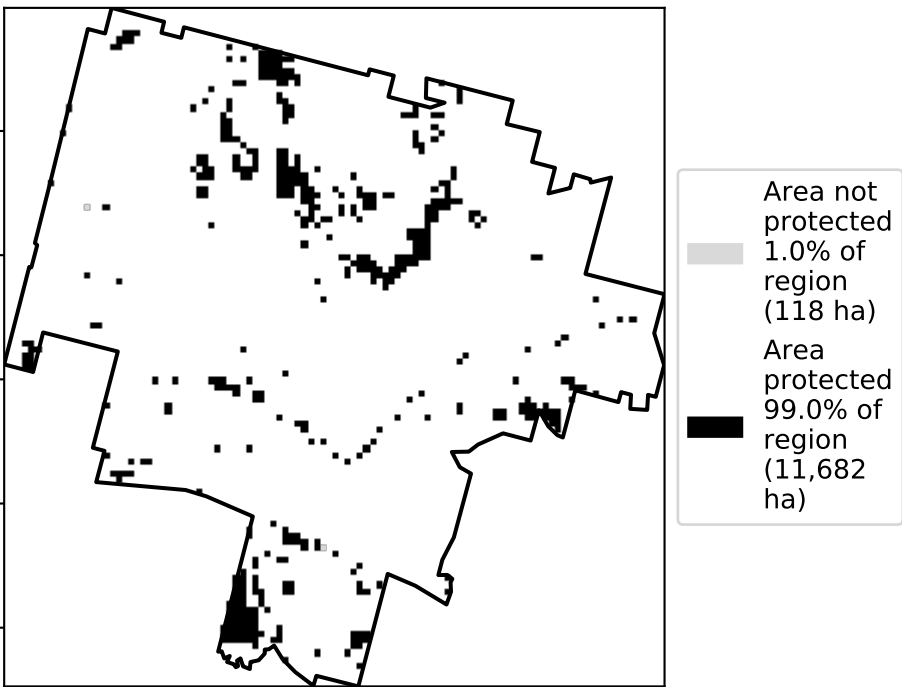 Area not
protected
1.0% of
region
(118 ha)
Area
protected
99.0% of
region
(11,682
ha)